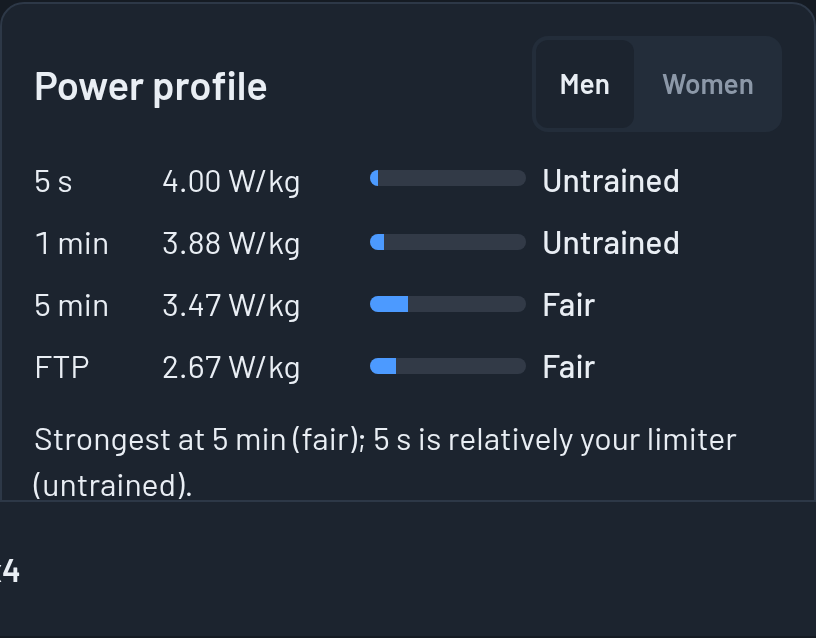 Power profile
Men Women
5 s 4.00 W/kg Untrained
1 min 3.88 W/kg Untrained
5 min 3.47 W/kg Fair
FTP 2.67 W/kg Fair
Strongest at 5 min (fair); 5 s is relatively your limiter
(untrained).
4